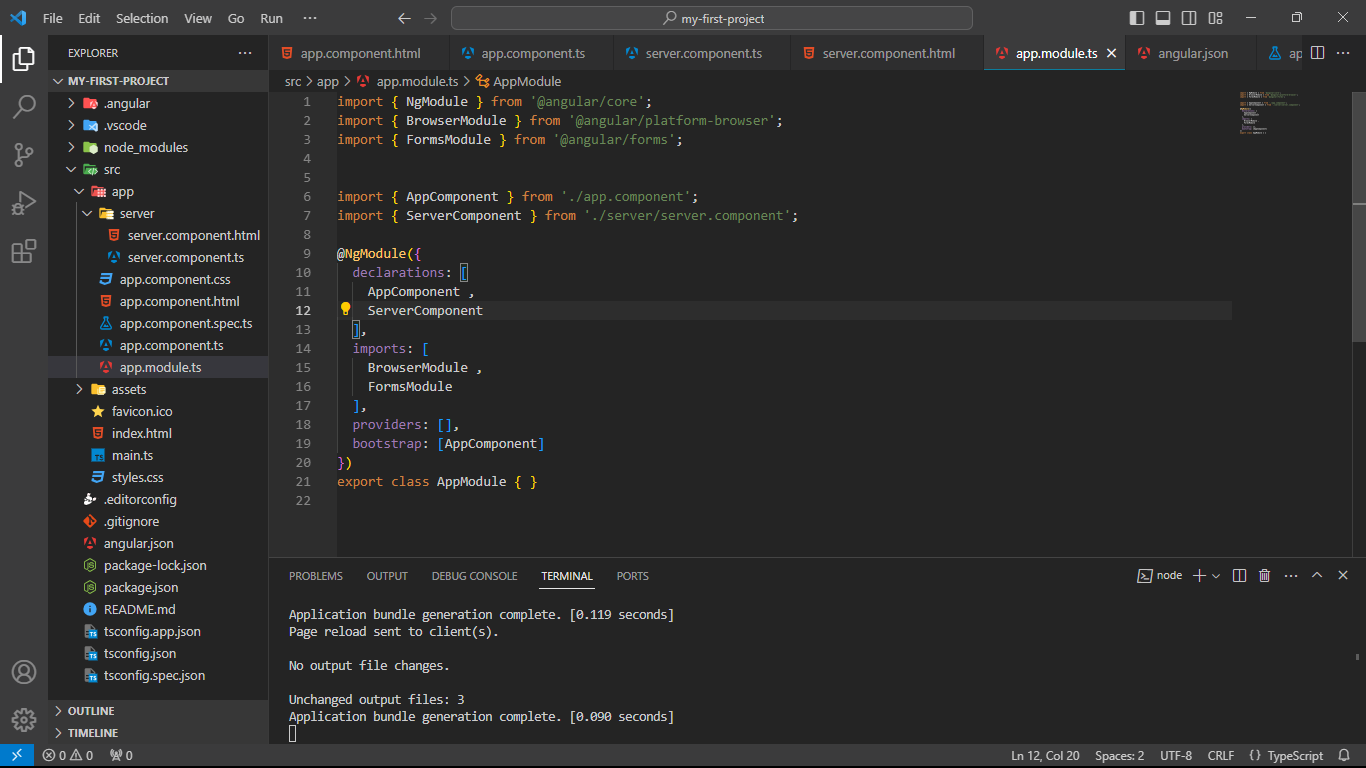 File Edit Selection View Go Run ··· my-first-project
EXPLORER ···
MY-FIRST-PROJECT
.angular
.vscode
node_modules
src
app
server
server.component.html
server.component.ts
app.component.css
app.component.html
app.component.spec.ts
app.component.ts
app.module.ts
assets
favicon.ico
index.html
main.ts
styles.css
.editorconfig
.gitignore
angular.json
package-lock.json
package.json
README.md
tsconfig.app.json
tsconfig.json
tsconfig.spec.json
OUTLINE
TIMELINE
app.component.html app.component.ts server.component.ts server.component.html app.module.ts angular.json ap
src > app > app.module.ts > AppModule
1 import { NgModule } from '@angular/core';
2 import { BrowserModule } from '@angular/platform-browser';
3 import { FormsModule } from '@angular/forms';
4
5
6 import { AppComponent } from './app.component';
7 import { ServerComponent } from './server/server.component';
8
9 @NgModule({
10 declarations: [
11 AppComponent ,
12 ServerComponent
13 ],
14 imports: [
15 BrowserModule ,
16 FormsModule
17 ],
18 providers: [],
19 bootstrap: [AppComponent]
20 })
21 export class AppModule { }
22
PROBLEMS OUTPUT DEBUG CONSOLE TERMINAL PORTS node
Application bundle generation complete. [0.119 seconds]
Page reload sent to client(s).
No output file changes.
Unchanged output files: 3
Application bundle generation complete. [0.090 seconds]
0 0 0 Ln 12, Col 20 Spaces: 2 UTF-8 CRLF {} TypeScript